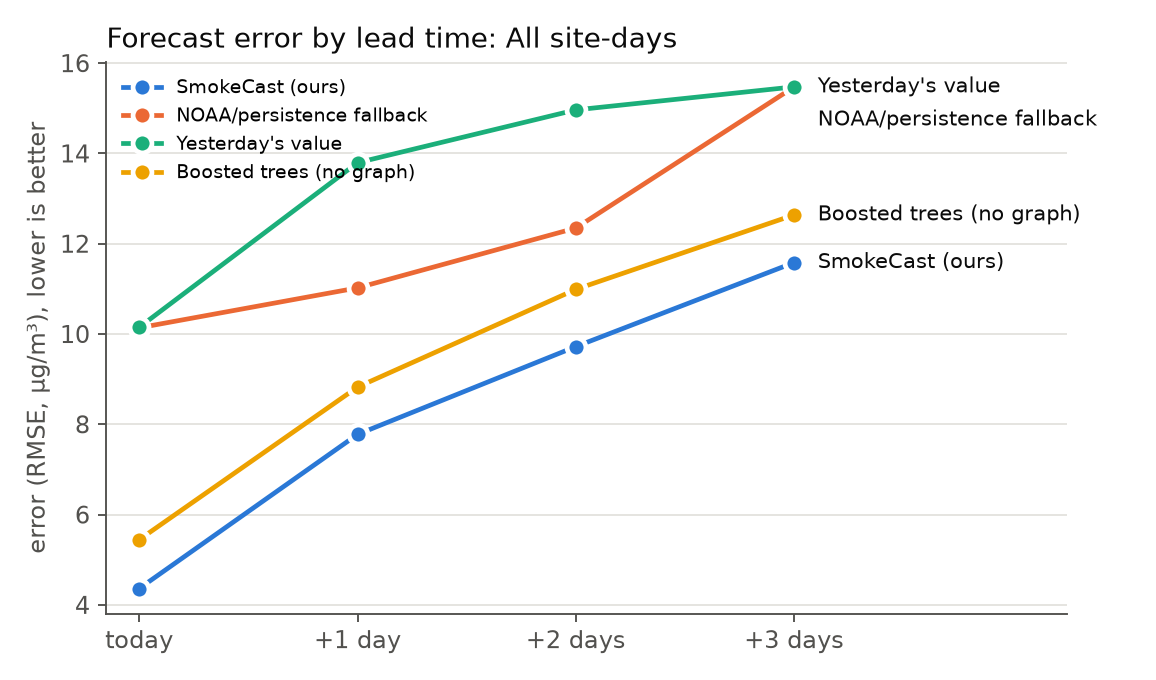 Forecast error by lead time: All site-days
error (RMSE, µg/m³), lower is better
16
14
12
10
8
6
4
SmokeCast (ours)
NOAA/persistence fallback
Yesterday's value
Boosted trees (no graph)
Yesterday's value
NOAA/persistence fallback
Boosted trees (no graph)
SmokeCast (ours)
today
+1 day
+2 days
+3 days